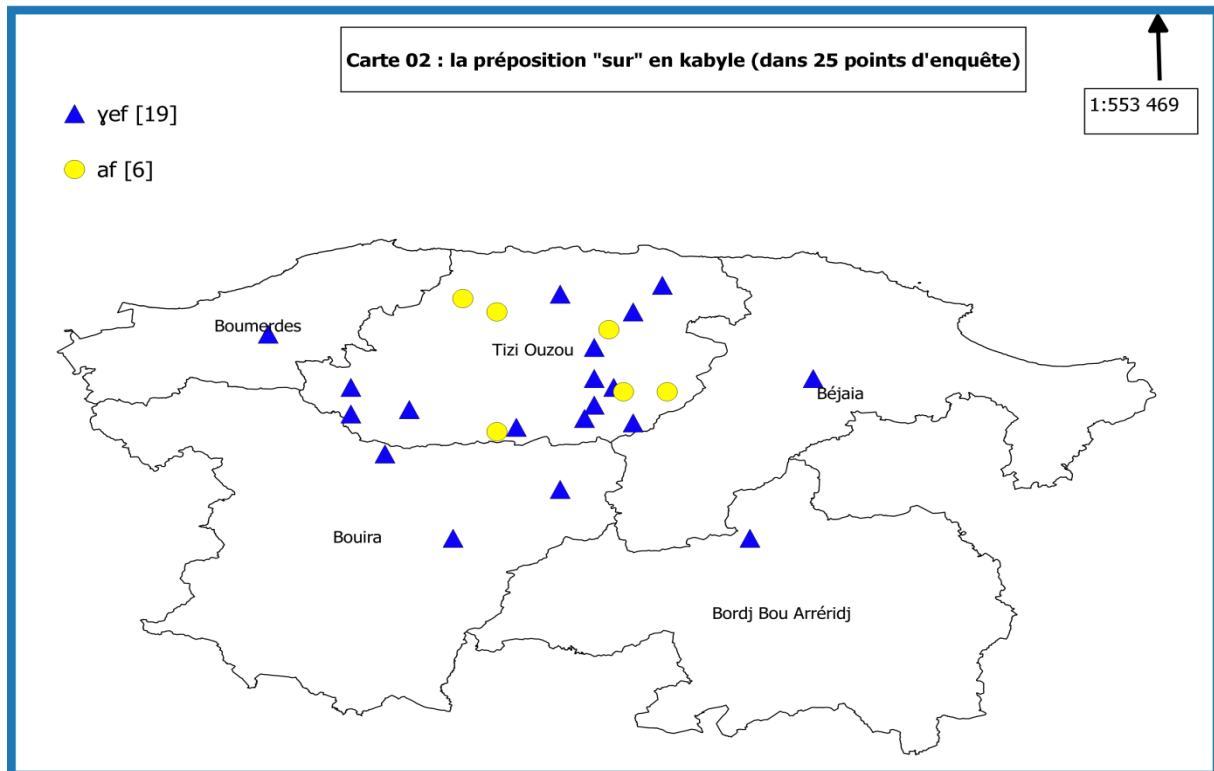 Carte 02 : la préposition "sur" en kabyle (dans 25 points d'enquête)
1:553 469
ɣef [19]
af [6]
Boumerdes
Tizi Ouzou
Béjaia
Bouira
Bordj Bou Arréridj